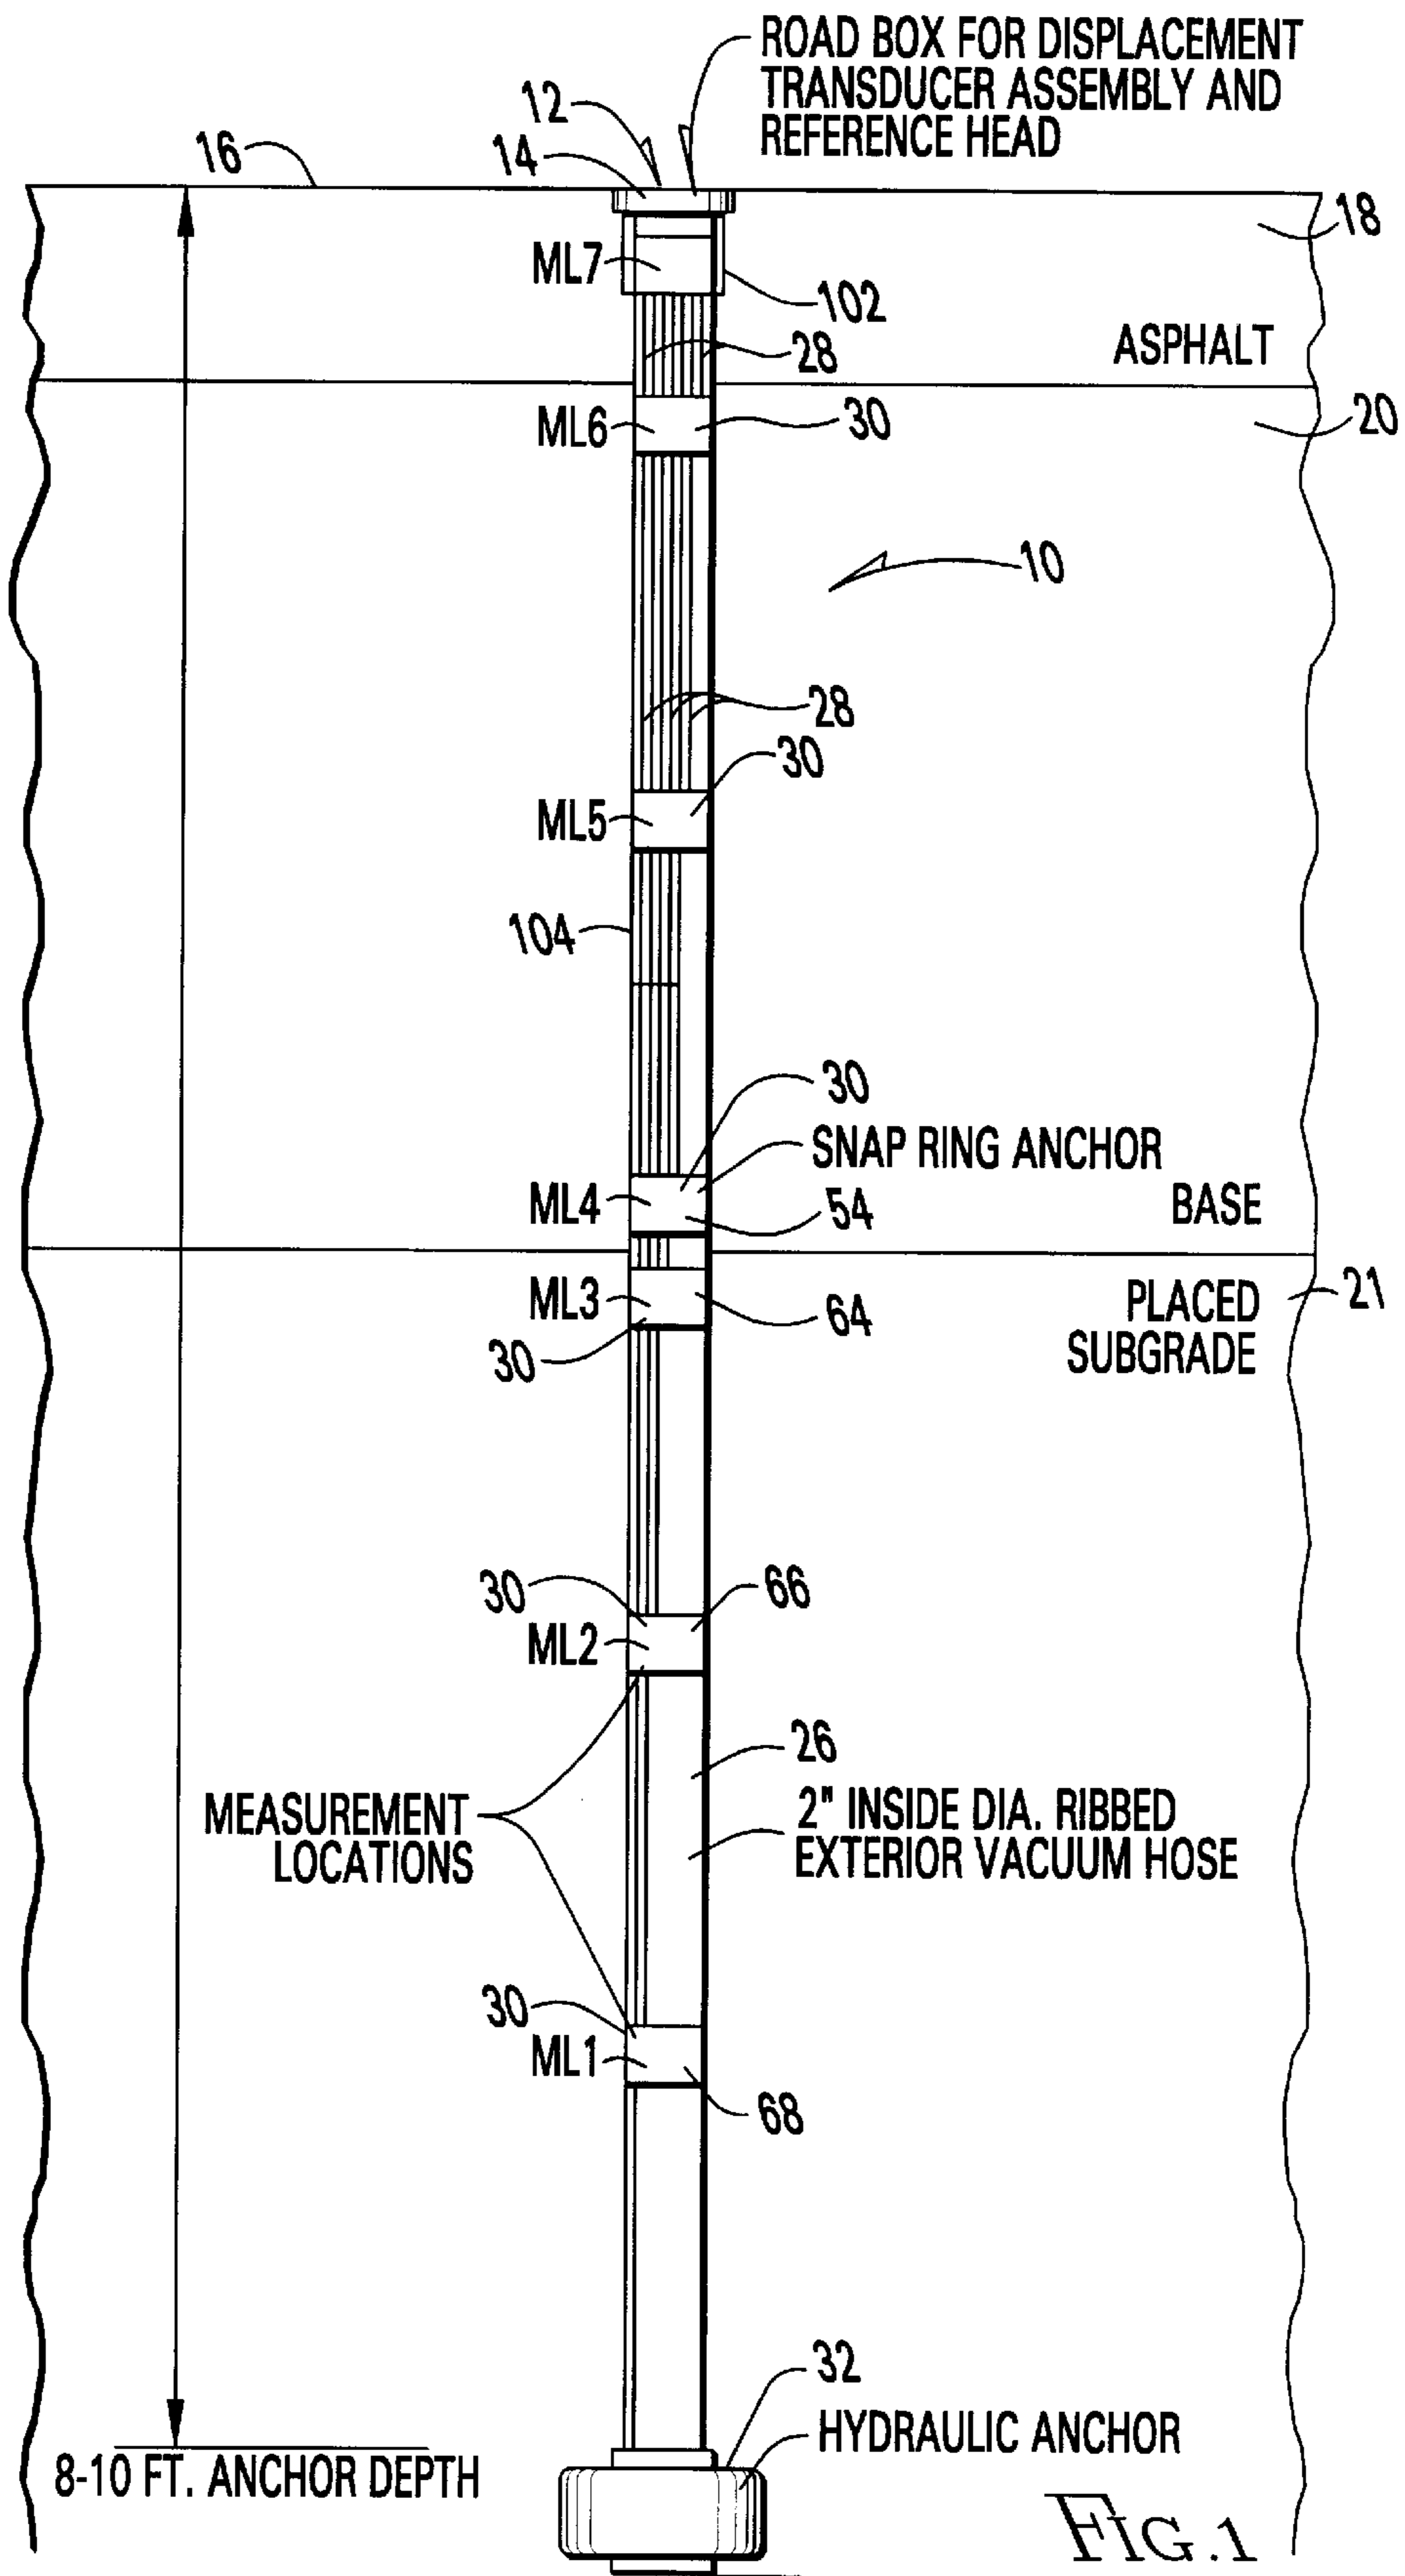 ROAD BOX FOR DISPLACEMENT
TRANSDUCER ASSEMBLY AND
REFERENCE HEAD
12
14
16
18
ML7
102
28
ASPHALT
20
ML6
30
10
28
30
ML5
104
30
SNAP RING ANCHOR
ML4
54
BASE
ML3
64
PLACED
SUBGRADE
21
30
30
66
ML2
26
MEASUREMENT
LOCATIONS
2" INSIDE DIA. RIBBED
EXTERIOR VACUUM HOSE
30
ML1
68
32
HYDRAULIC ANCHOR
8-10 FT. ANCHOR DEPTH
FIG.1